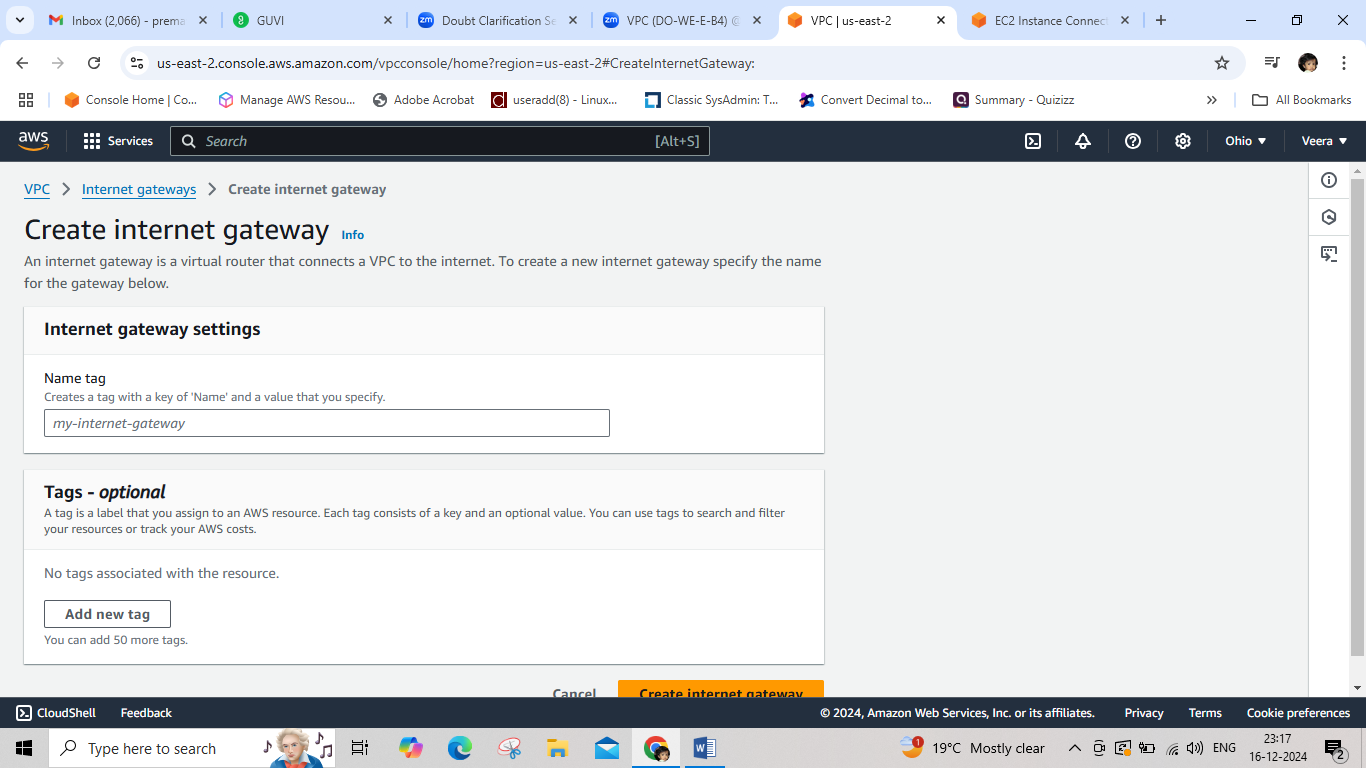 Inbox (2,066) - prema
GUVI
Doubt Clarification Se
VPC (DO-WE-E-B4) @
VPC | us-east-2
EC2 Instance Connect
us-east-2.console.aws.amazon.com/vpcconsole/home?region=us-east-2#CreateInternetGateway:
Console Home | Co...
Manage AWS Resou...
Adobe Acrobat
useradd(8) - Linux...
Classic SysAdmin: T...
Convert Decimal to...
Summary - Quizizz
All Bookmarks
aws
Services
Search
[Alt+S]
Ohio
Veera
VPC
Internet gateways
Create internet gateway
Create internet gateway Info
An internet gateway is a virtual router that connects a VPC to the internet. To create a new internet gateway specify the name
for the gateway below.
Internet gateway settings
Name tag
Creates a tag with a key of 'Name' and a value that you specify.
my-internet-gateway
Tags - optional
A tag is a label that you assign to an AWS resource. Each tag consists of a key and an optional value. You can use tags to search and filter
your resources or track your AWS costs.
No tags associated with the resource.
Add new tag
You can add 50 more tags.
Cancel
Create internet gateway
CloudShell
Feedback
© 2024, Amazon Web Services, Inc. or its affiliates.
Privacy
Terms
Cookie preferences
Type here to search
1
19°C Mostly clear
ENG
23:17
16-12-2024
2